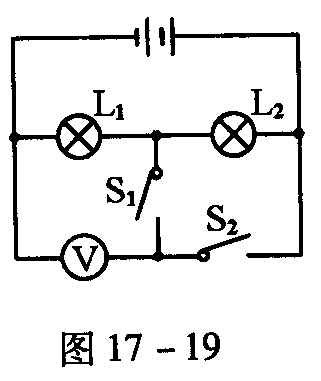 L₁ L₂
S₁
S₂
V
图 17 - 19